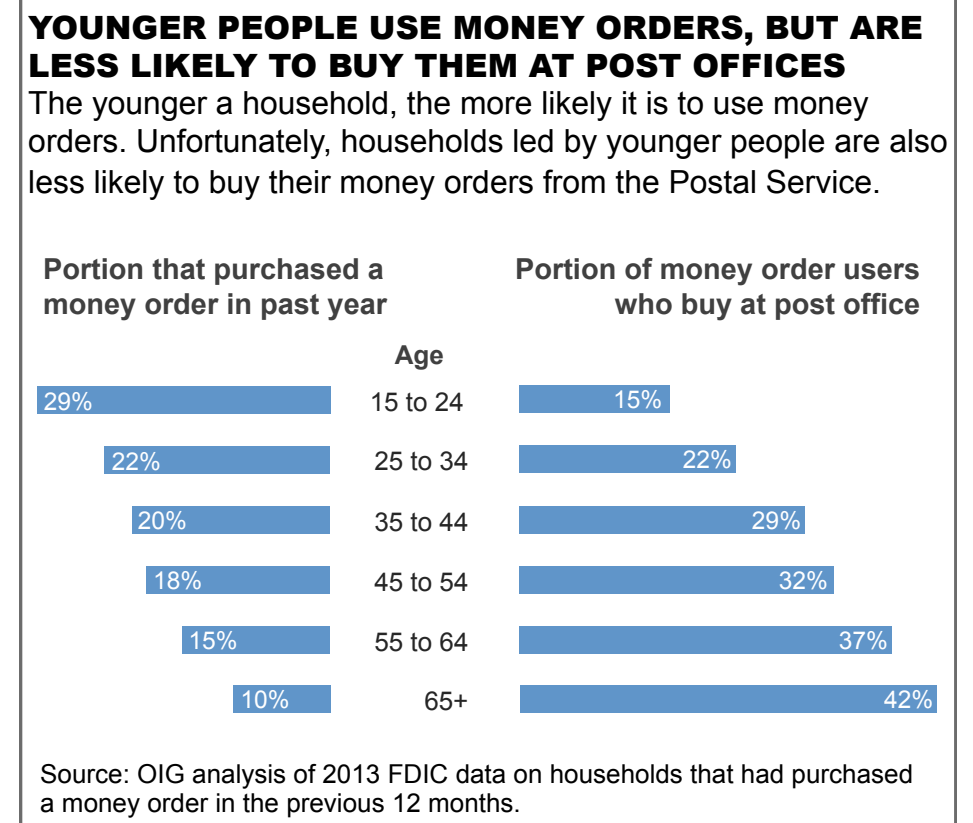 YOUNGER PEOPLE USE MONEY ORDERS, BUT ARE
LESS LIKELY TO BUY THEM AT POST OFFICES
The younger a household, the more likely it is to use money
orders. Unfortunately, households led by younger people are also
less likely to buy their money orders from the Postal Service.
Portion that purchased a
money order in past year
Portion of money order users
who buy at post office
Age
29% 15 to 24 15%
22% 25 to 34 22%
20% 35 to 44 29%
18% 45 to 54 32%
15% 55 to 64 37%
10% 65+ 42%
Source: OIG analysis of 2013 FDIC data on households that had purchased
a money order in the previous 12 months.